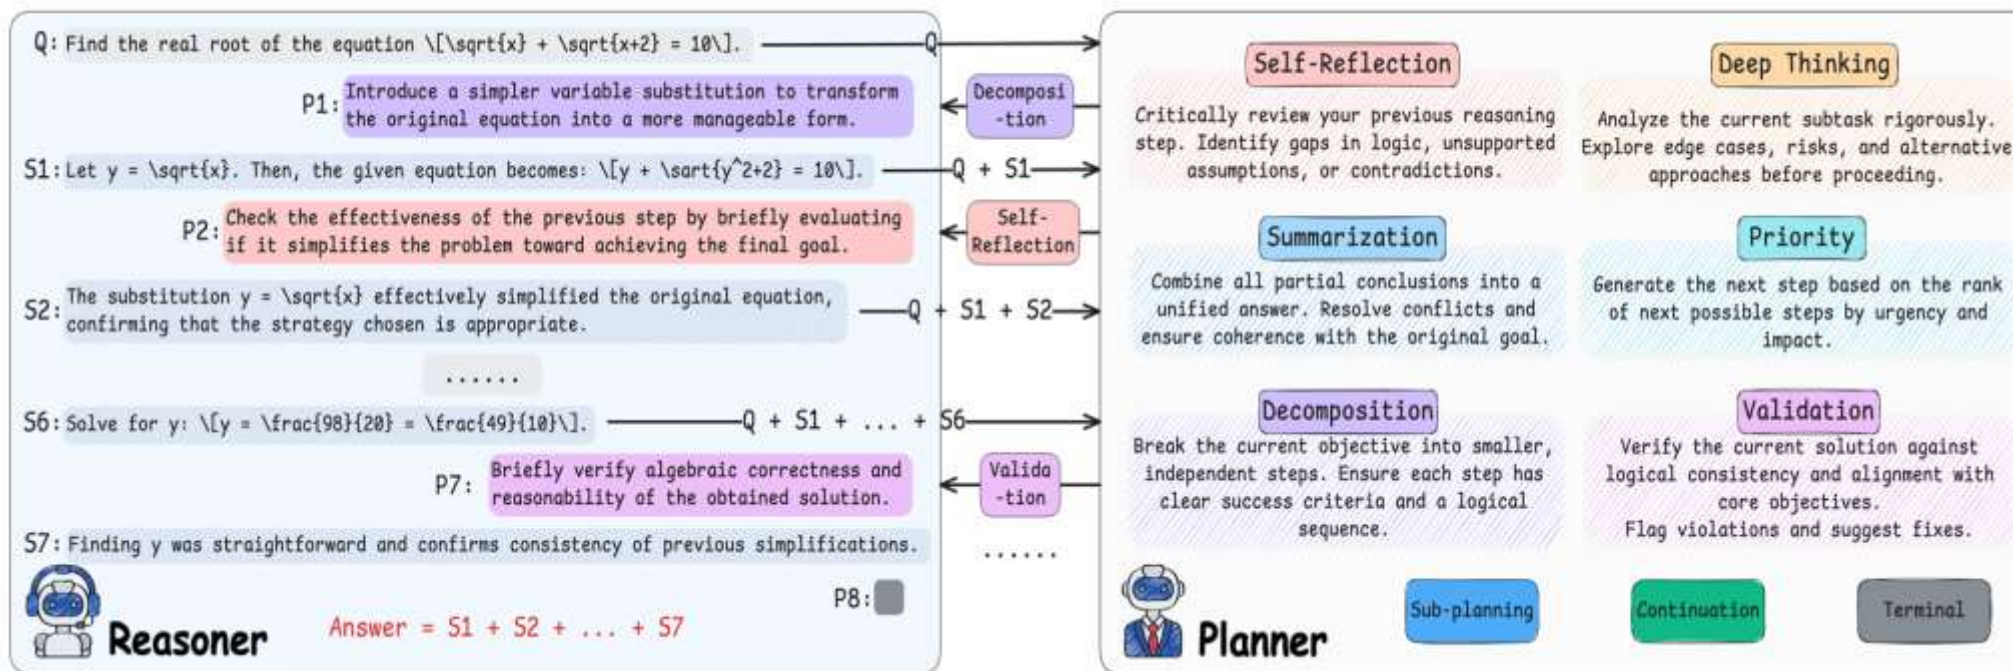 Q: Find the real root of the equation \[\sqrt{x} + \sqrt{x+2} = 10\].
Q
P1: Introduce a simpler variable substitution to transform
the original equation into a more manageable form.
Decomposi
-tion
S1: Let y = \sqrt{x}. Then, the given equation becomes: \[y + \sart{y^2+2} = 10\].
Q + S1
P2: Check the effectiveness of the previous step by briefly evaluating
if it simplifies the problem toward achieving the final goal.
Self-
Reflection
S2: The substitution y = \sqrt{x} effectively simplified the original equation,
confirming that the strategy chosen is appropriate.
Q + S1 + S2
......
S6: Solve for y: \[y = \frac{98}{20} = \frac{49}{10}\].
Q + S1 + ... + S6
P7: Briefly verify algebraic correctness and
reasonability of the obtained solution.
Valida
-tion
S7: Finding y was straightforward and confirms consistency of previous simplifications.
......
P8:
Reasoner
Answer = S1 + S2 + ... + S7
Self-Reflection
Critically review your previous reasoning
step. Identify gaps in logic, unsupported
assumptions, or contradictions.
Deep Thinking
Analyze the current subtask rigorously.
Explore edge cases, risks, and alternative
approaches before proceeding.
Summarization
Combine all partial conclusions into a
unified answer. Resolve conflicts and
ensure coherence with the original goal.
Priority
Generate the next step based on the rank
of next possible steps by urgency and
impact.
Decomposition
Break the current objective into smaller,
independent steps. Ensure each step has
clear success criteria and a logical
sequence.
Validation
Verify the current solution against
logical consistency and alignment with
core objectives.
Flag violations and suggest fixes.
Planner
Sub-planning
Continuation
Terminal